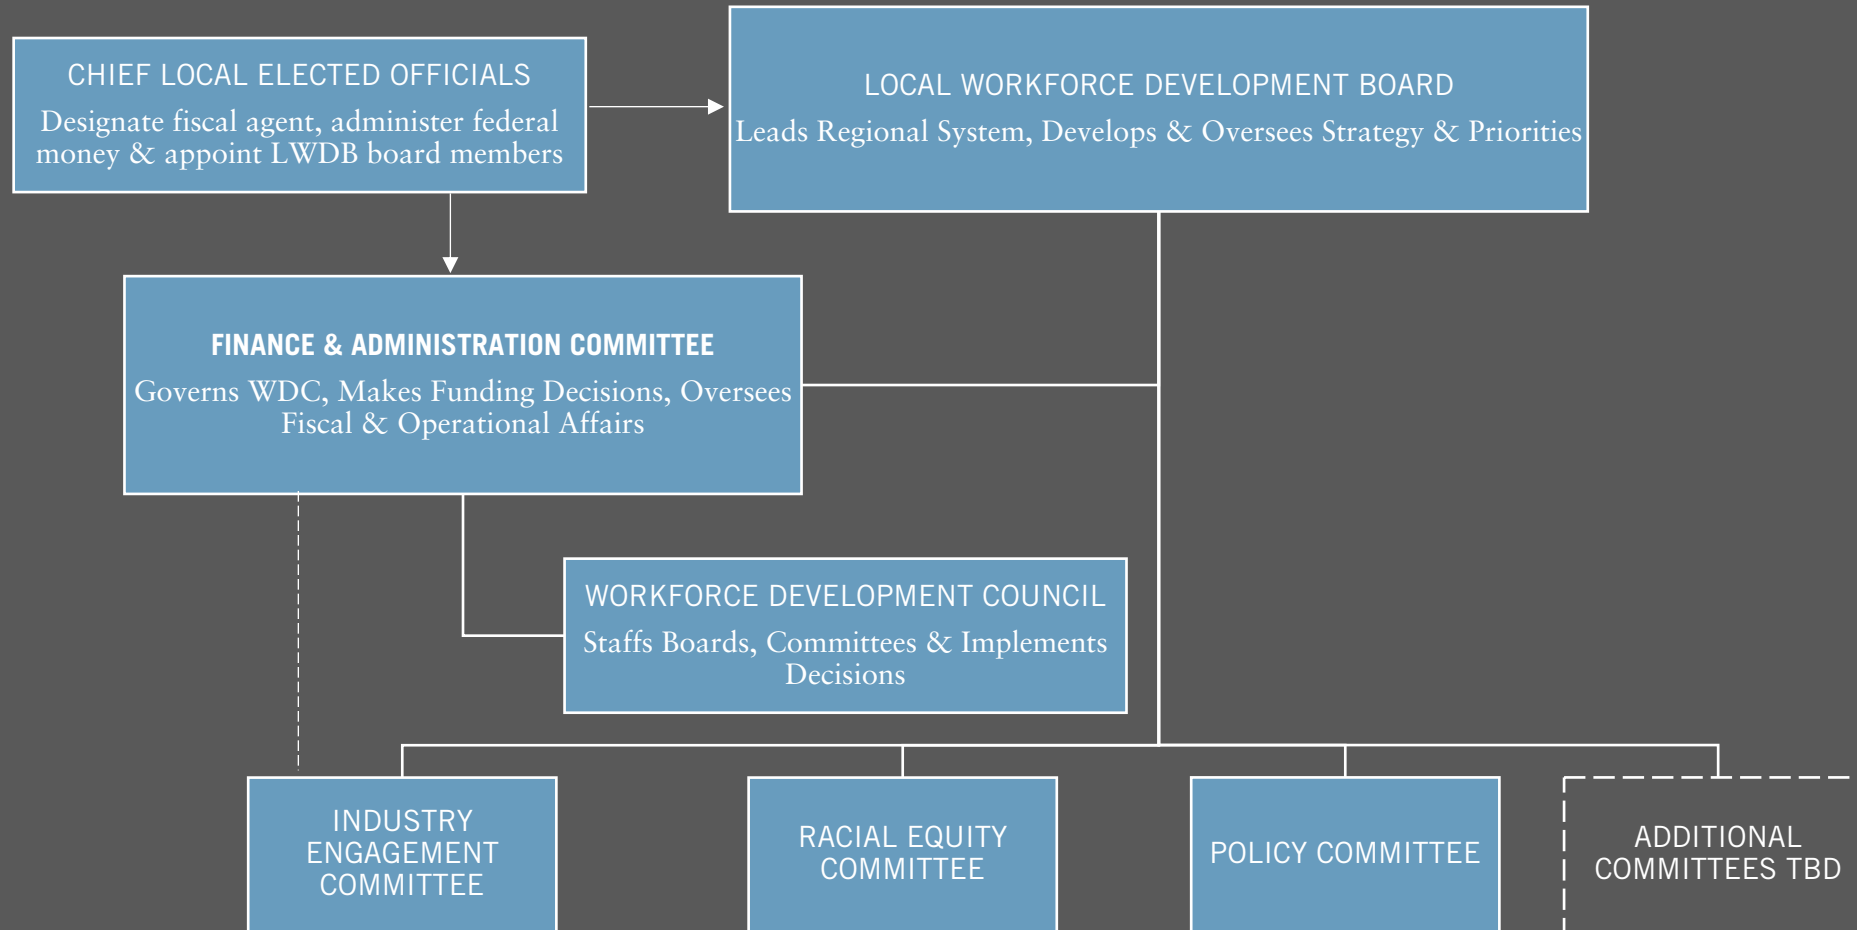 CHIEF LOCAL ELECTED OFFICIALS
Designate fiscal agent, administer federal
money & appoint LWDB board members
LOCAL WORKFORCE DEVELOPMENT BOARD
Leads Regional System, Develops & Oversees Strategy & Priorities
FINANCE & ADMINISTRATION COMMITTEE
Governs WDC, Makes Funding Decisions, Oversees
Fiscal & Operational Affairs
WORKFORCE DEVELOPMENT COUNCIL
Staffs Boards, Committees & Implements
Decisions
INDUSTRY
ENGAGEMENT
COMMITTEE
RACIAL EQUITY
COMMITTEE
POLICY COMMITTEE
ADDITIONAL
COMMITTEES TBD